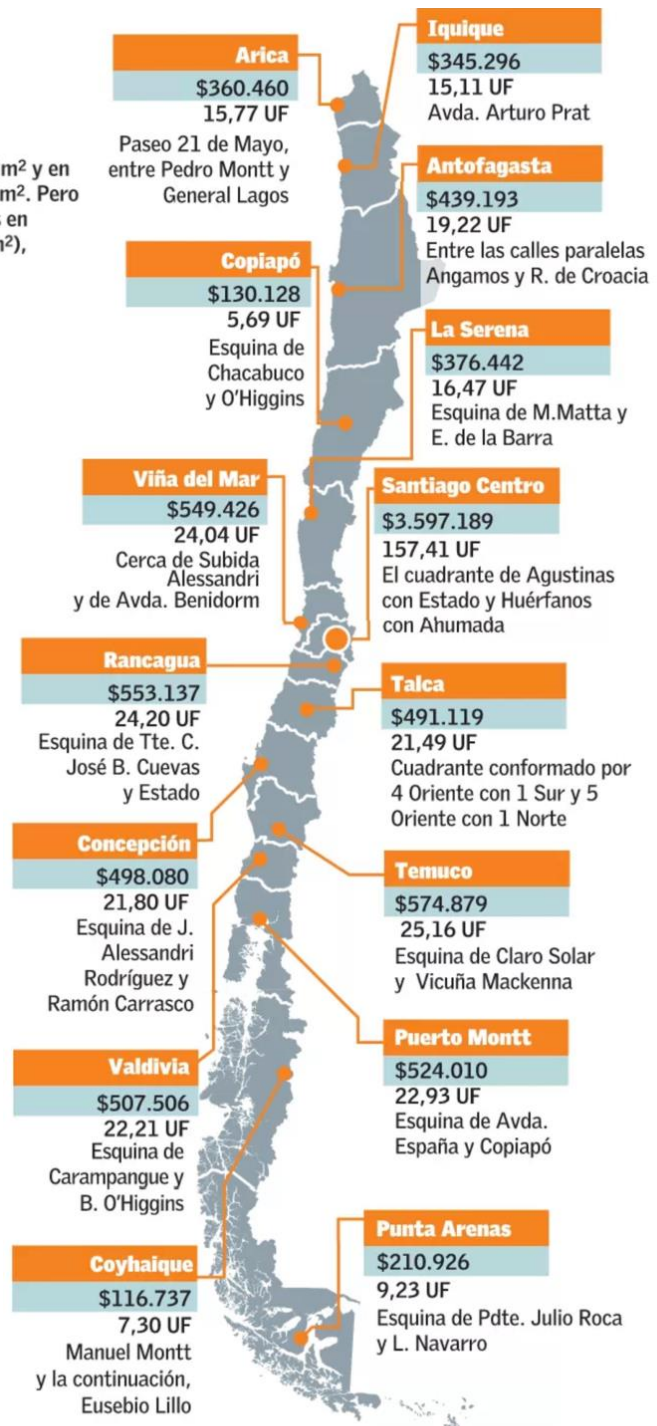 m² y en
m². Pero
s en
m²),
Arica
$360.460
15,77 UF
Paseo 21 de Mayo,
entre Pedro Montt y
General Lagos
Iquique
$345.296
15,11 UF
Avda. Arturo Prat
Antofagasta
$439.193
19,22 UF
Entre las calles paralelas
Angamos y R. de Croacia
Copiapó
$130.128
5,69 UF
Esquina de
Chacabuco
y O’Higgins
La Serena
$376.442
16,47 UF
Esquina de M.Matta y
E. de la Barra
Viña del Mar
$549.426
24,04 UF
Cerca de Subida
Alessandri
y de Avda. Benidorm
Santiago Centro
$3.597.189
157,41 UF
El cuadrante de Agustinas
con Estado y Huérfanos
con Ahumada
Rancagua
$553.137
24,20 UF
Esquina de Tte. C.
José B. Cuevas
y Estado
Talca
$491.119
21,49 UF
Cuadrante conformado por
4 Oriente con 1 Sur y 5
Oriente con 1 Norte
Concepción
$498.080
21,80 UF
Esquina de J.
Alessandri
Rodríguez y
Ramón Carrasco
Temuco
$574.879
25,16 UF
Esquina de Claro Solar
y Vicuña Mackenna
Valdivia
$507.506
22,21 UF
Esquina de
Carampangue y
B. O’Higgins
Puerto Montt
$524.010
22,93 UF
Esquina de Avda.
España y Copiapó
Coyhaique
$116.737
7,30 UF
Manuel Montt
y la continuación,
Eusebio Lillo
Punta Arenas
$210.926
9,23 UF
Esquina de Pdte. Julio Roca
y L. Navarro